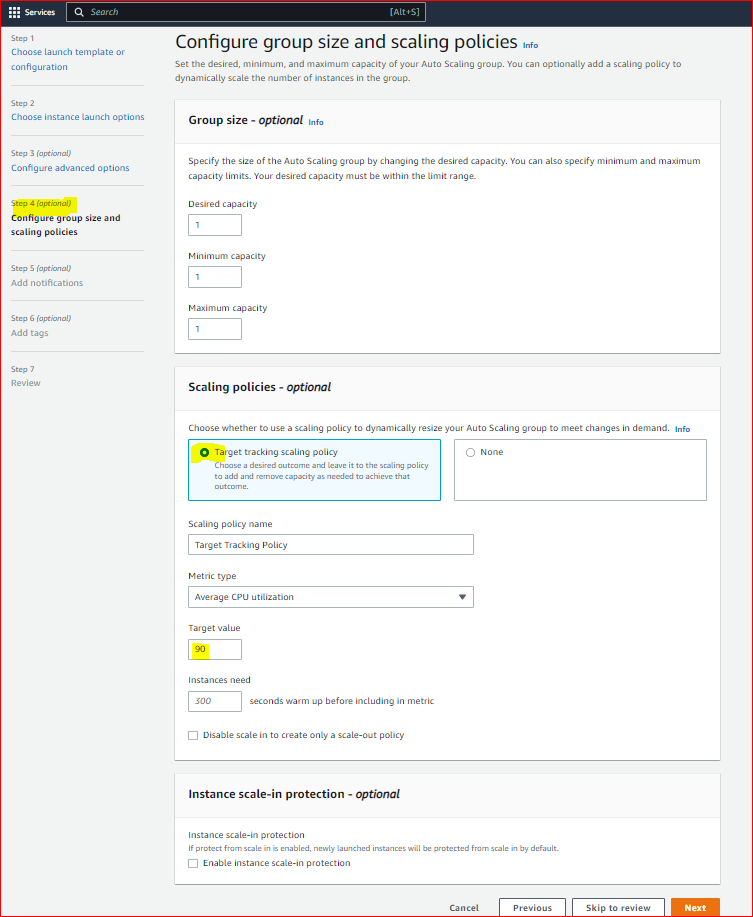 Services
Search
[Alt+S]
Step 1
Choose launch template or
configuration
Step 2
Choose instance launch options
Step 3 (optional)
Configure advanced options
Step 4 (optional)
Configure group size and
scaling policies
Step 5 (optional)
Add notifications
Step 6 (optional)
Add tags
Step 7
Review
Configure group size and scaling policies Info
Set the desired, minimum, and maximum capacity of your Auto Scaling group. You can optionally add a scaling policy to
dynamically scale the number of instances in the group.
Group size - optional Info
Specify the size of the Auto Scaling group by changing the desired capacity. You can also specify minimum and maximum
capacity limits. Your desired capacity must be within the limit range.
Desired capacity
1
Minimum capacity
1
Maximum capacity
1
Scaling policies - optional
Choose whether to use a scaling policy to dynamically resize your Auto Scaling group to meet changes in demand. Info
Target tracking scaling policy
Choose a desired outcome and leave it to the scaling policy
to add and remove capacity as needed to achieve that
outcome.
None
Scaling policy name
Target Tracking Policy
Metric type
Average CPU utilization
Target value
90
Instances need
300 seconds warm up before including in metric
Disable scale in to create only a scale-out policy
Instance scale-in protection - optional
Instance scale-in protection
If protect from scale in is enabled, newly launched instances will be protected from scale in by default.
Enable instance scale-in protection
Cancel
Previous
Skip to review
Next